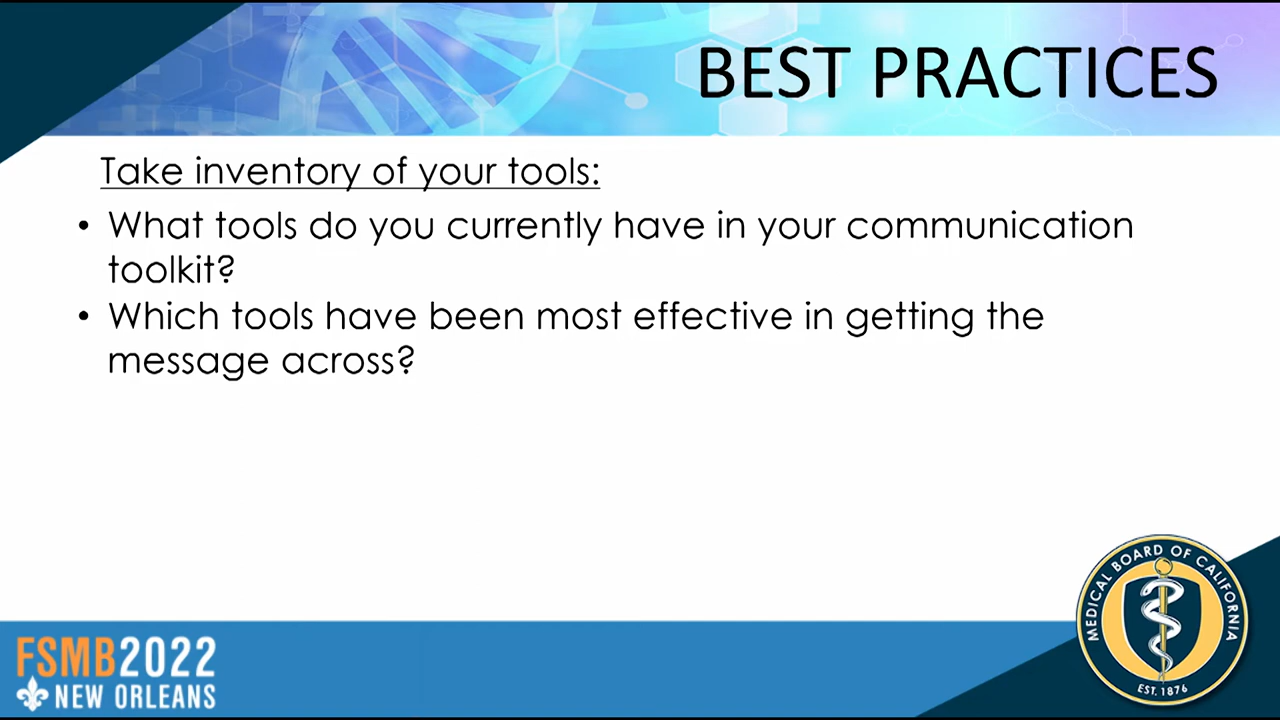 BEST PRACTICES
Take inventory of your tools:
• What tools do you currently have in your communication
toolkit?
• Which tools have been most effective in getting the
message across?
MEDICAL BOARD OF CALIFORNIA
EST. 1876
FSMB2022
NEW ORLEANS